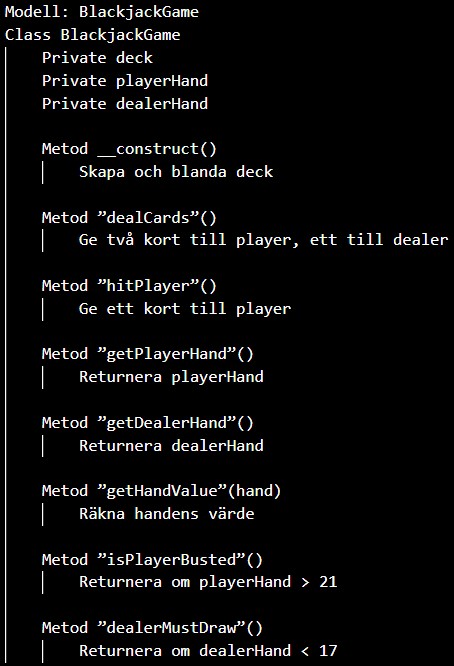 Modell: BlackjackGame
Class BlackjackGame
Private deck
Private playerHand
Private dealerHand
Metod __construct()
Skapa och blanda deck
Metod ”dealCards”()
Ge två kort till player, ett till dealer
Metod ”hitPlayer”()
Ge ett kort till player
Metod ”getPlayerHand”()
Returnera playerHand
Metod ”getDealerHand”()
Returnera dealerHand
Metod ”getHandValue”(hand)
Räkna handens värde
Metod ”isPlayerBusted”()
Returnera om playerHand > 21
Metod ”dealerMustDraw”()
Returnera om dealerHand < 17